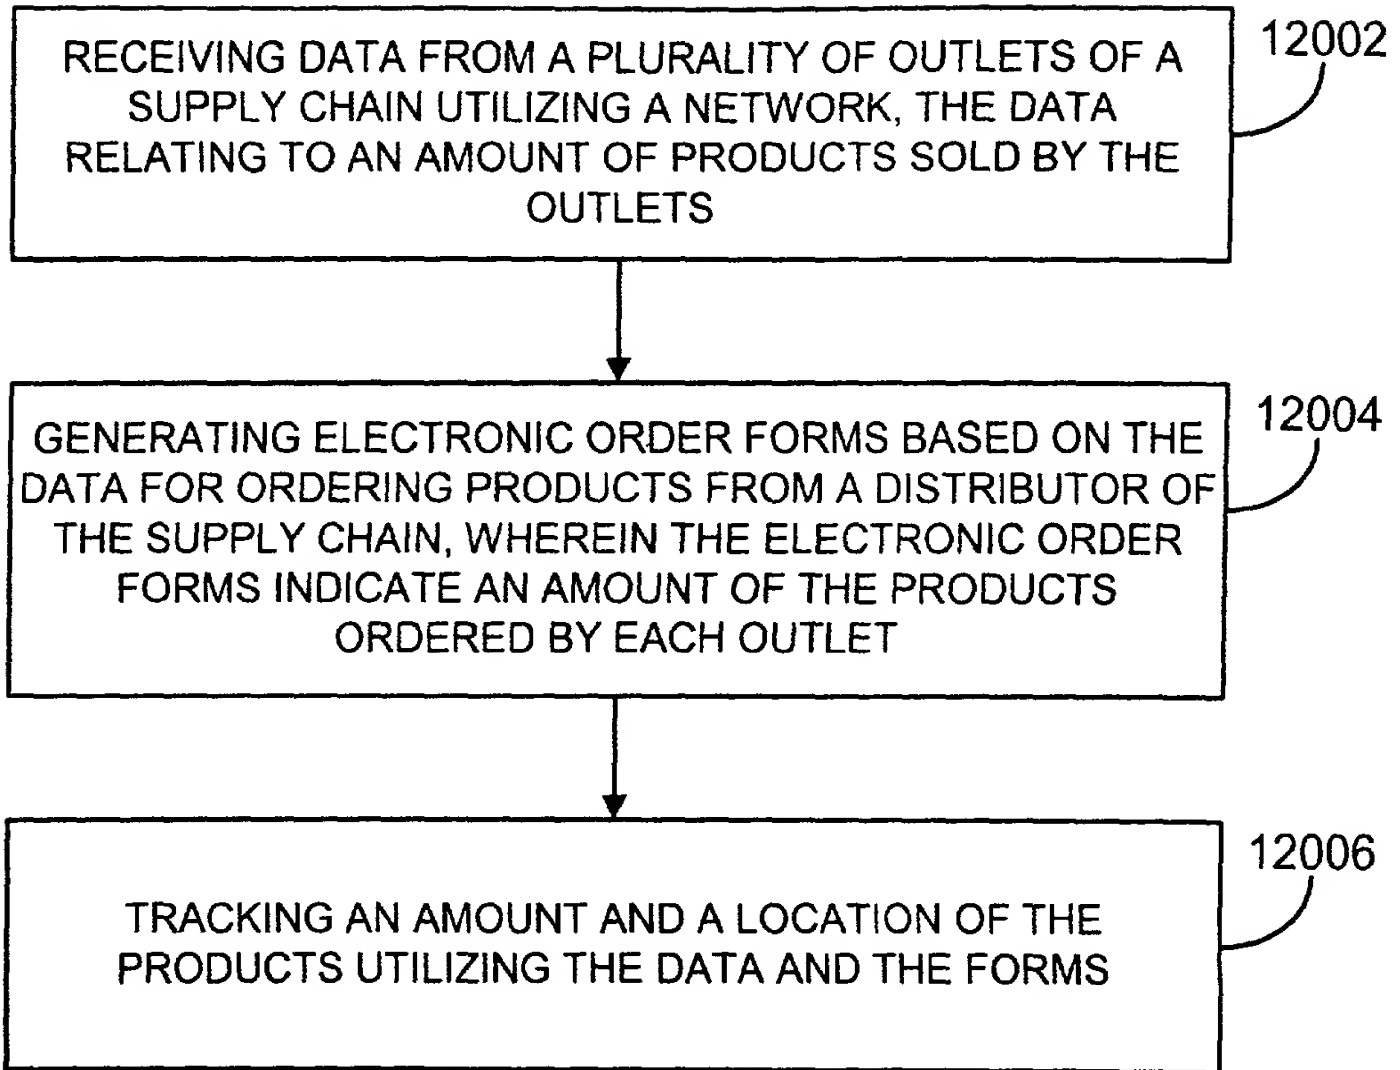 12002
RECEIVING DATA FROM A PLURALITY OF OUTLETS OF A
SUPPLY CHAIN UTILIZING A NETWORK, THE DATA
RELATING TO AN AMOUNT OF PRODUCTS SOLD BY THE
OUTLETS
12004
GENERATING ELECTRONIC ORDER FORMS BASED ON THE
DATA FOR ORDERING PRODUCTS FROM A DISTRIBUTOR OF
THE SUPPLY CHAIN, WHEREIN THE ELECTRONIC ORDER
FORMS INDICATE AN AMOUNT OF THE PRODUCTS
ORDERED BY EACH OUTLET
12006
TRACKING AN AMOUNT AND A LOCATION OF THE
PRODUCTS UTILIZING THE DATA AND THE FORMS